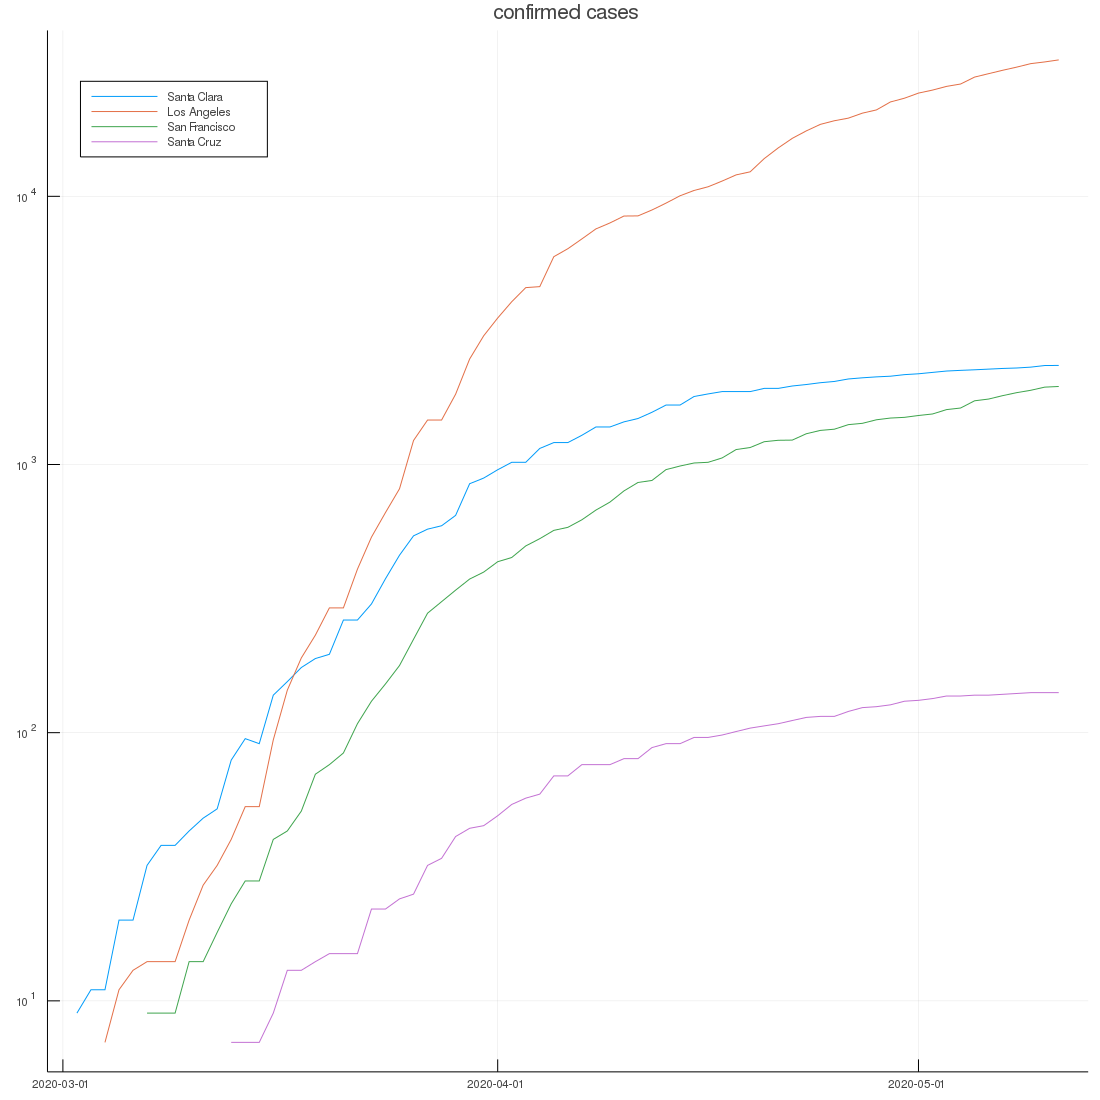 confirmed cases
Santa Clara
Los Angeles
San Francisco
Santa Cruz
10 4
10 3
10 2
10 1
2020-03-01 2020-04-01 2020-05-01